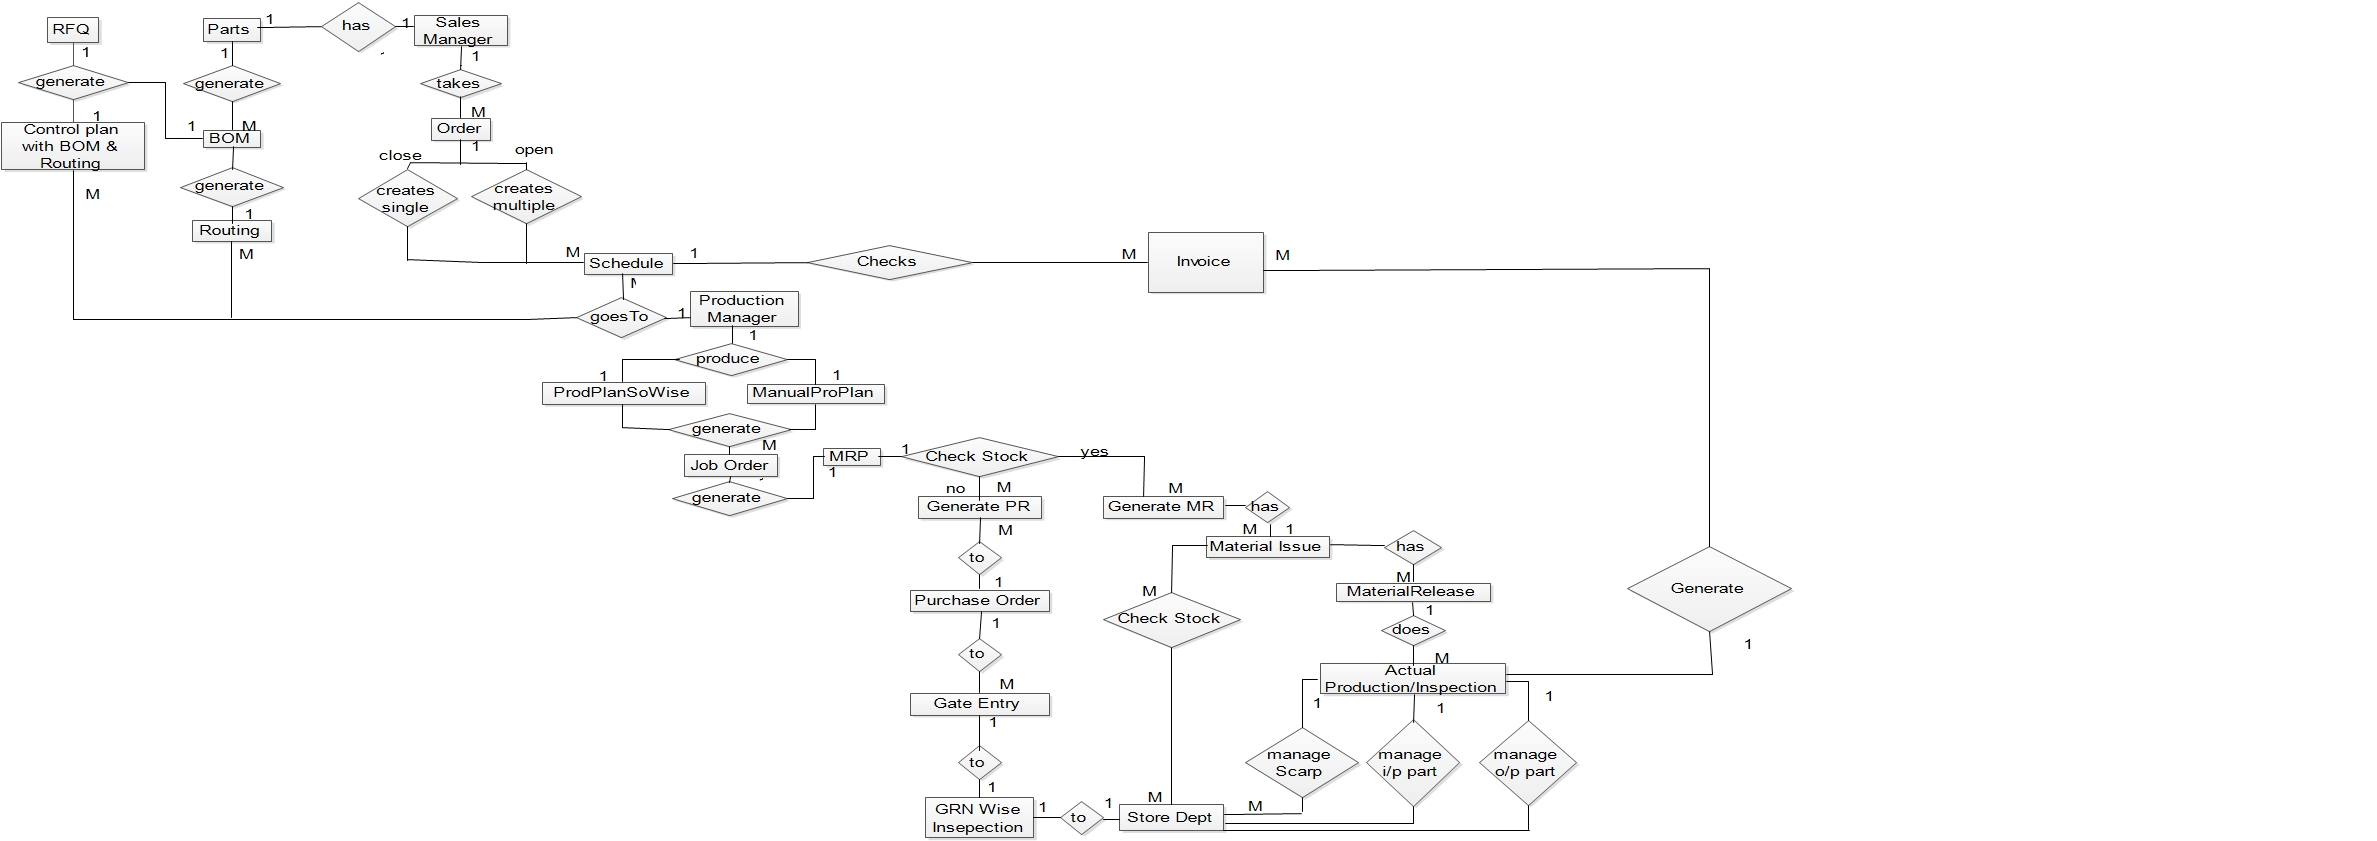 RFQ
1
generate
1
Control plan
with BOM &
Routing
M
Parts
1
has
1
Sales
Manager
1
generate
1
M
BOM
generate
1
Routing
M
1
takes
M
Order
1
close
open
creates
single
creates
multiple
M
Schedule
1
Checks
M
Invoice
M
goesTo
1
Production
Manager
1
produce
1
1
ProdPlanSoWise
ManualProPlan
generate
M
Job Order
generate
MRP
1
1
Check Stock
yes
no
M
Generate PR
M
to
1
Purchase Order
1
to
M
Gate Entry
1
to
1
GRN Wise
Insepection
1
to
1
M
Store Dept
M
Generate MR
has
M
1
Material Issue
has
M
Check Stock
M
MaterialRelease
1
does
M
Actual
Production/Inspection
1
1
1
manage
Scarp
manage
i/p part
manage
o/p part
M
Generate
1